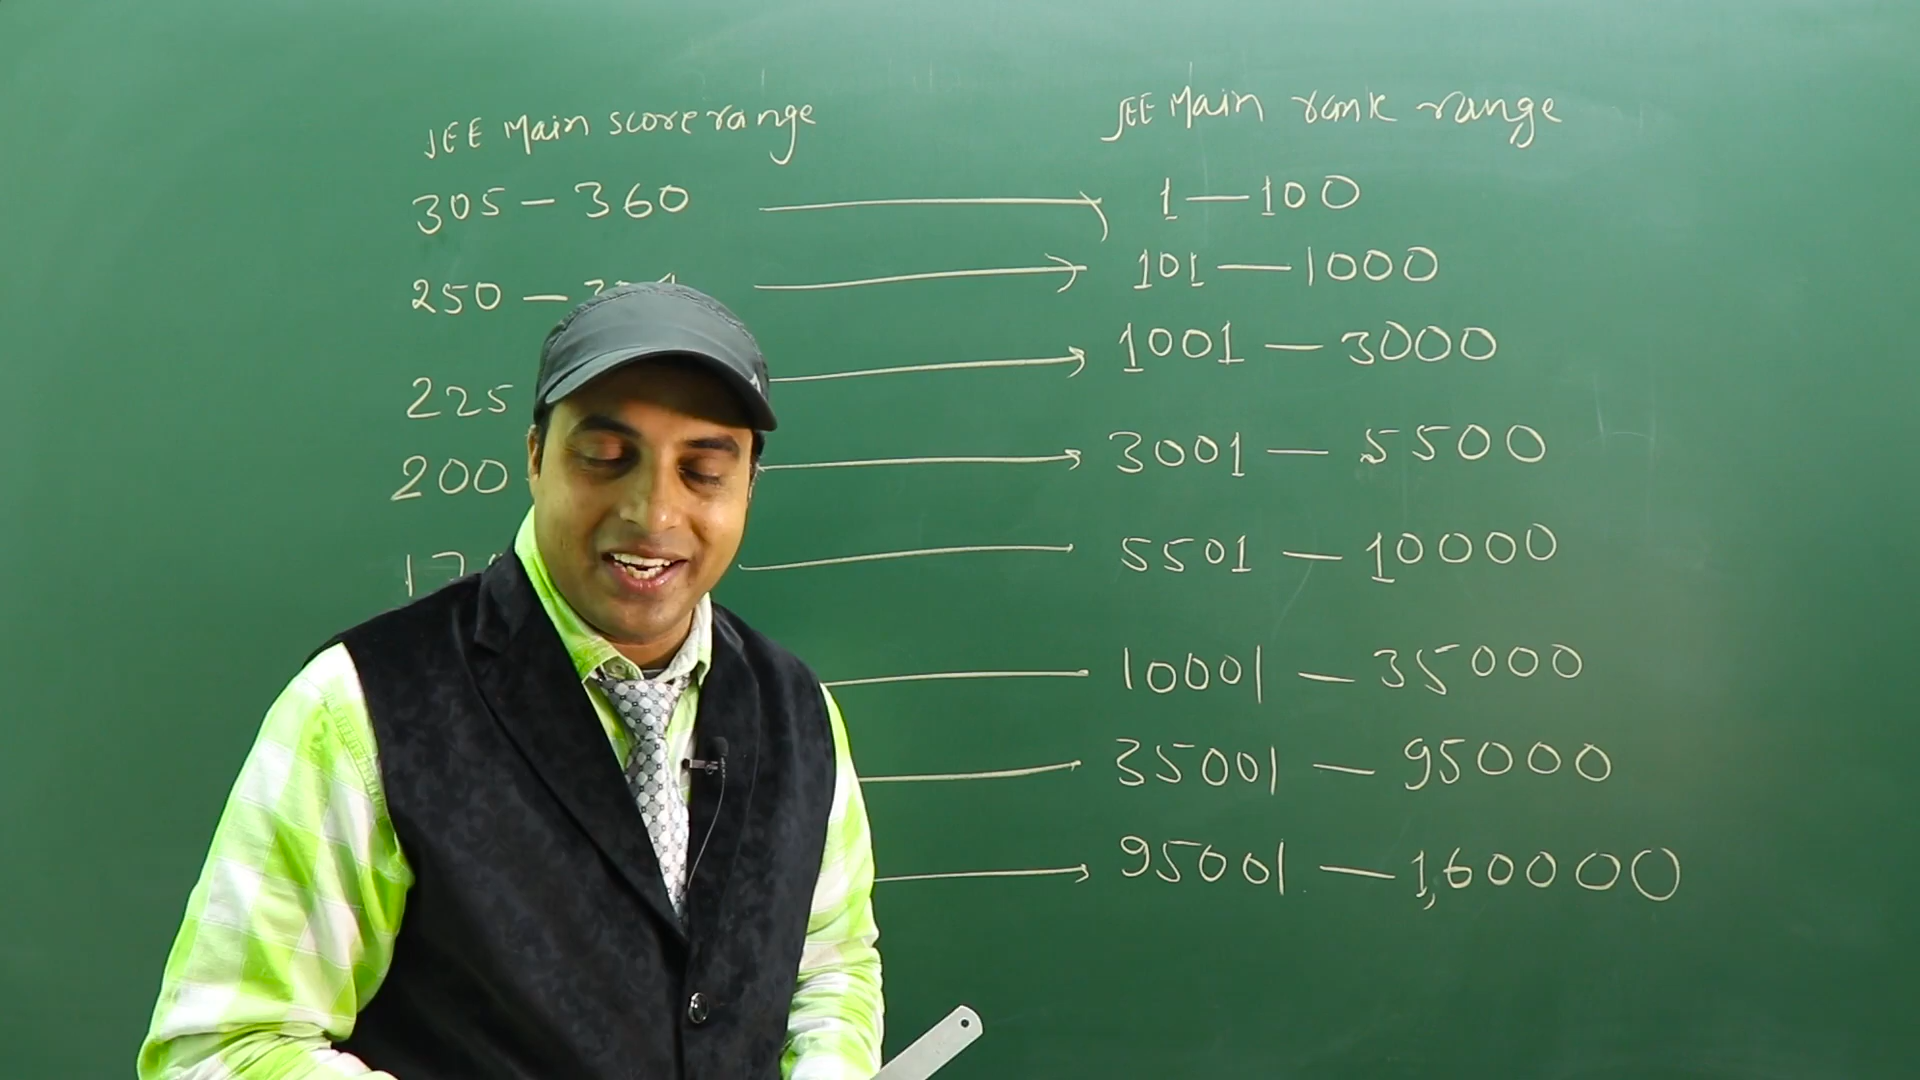 JEE Main score range JEE Main rank range
305 – 360 1 — 100
250 – 101 — 1000
225 1001 — 3000
200 3001 — 5500
5501 — 10000
10001 — 35000
35001 — 95000
95001 — 1,60000